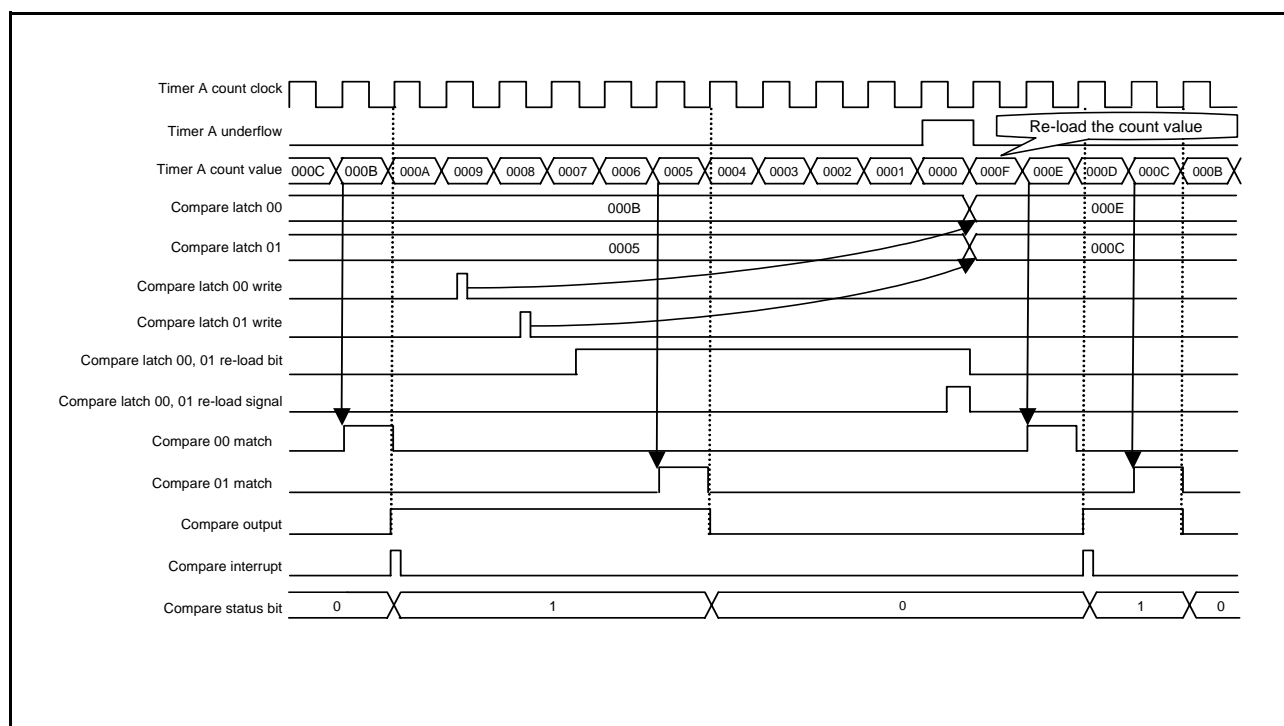 Timer A count clock
Timer A underflow
Re-load the count value
Timer A count value 000C 000B 000A 0009 0008 0007 0006 0005 0004 0003 0002 0001 0000 000F 000E 000D 000C 000B
Compare latch 00 000B 000E
Compare latch 01 0005 000C
Compare latch 00 write
Compare latch 01 write
Compare latch 00, 01 re-load bit
Compare latch 00, 01 re-load signal
Compare 00 match
Compare 01 match
Compare output
Compare interrupt
Compare status bit 0 1 0 1 0